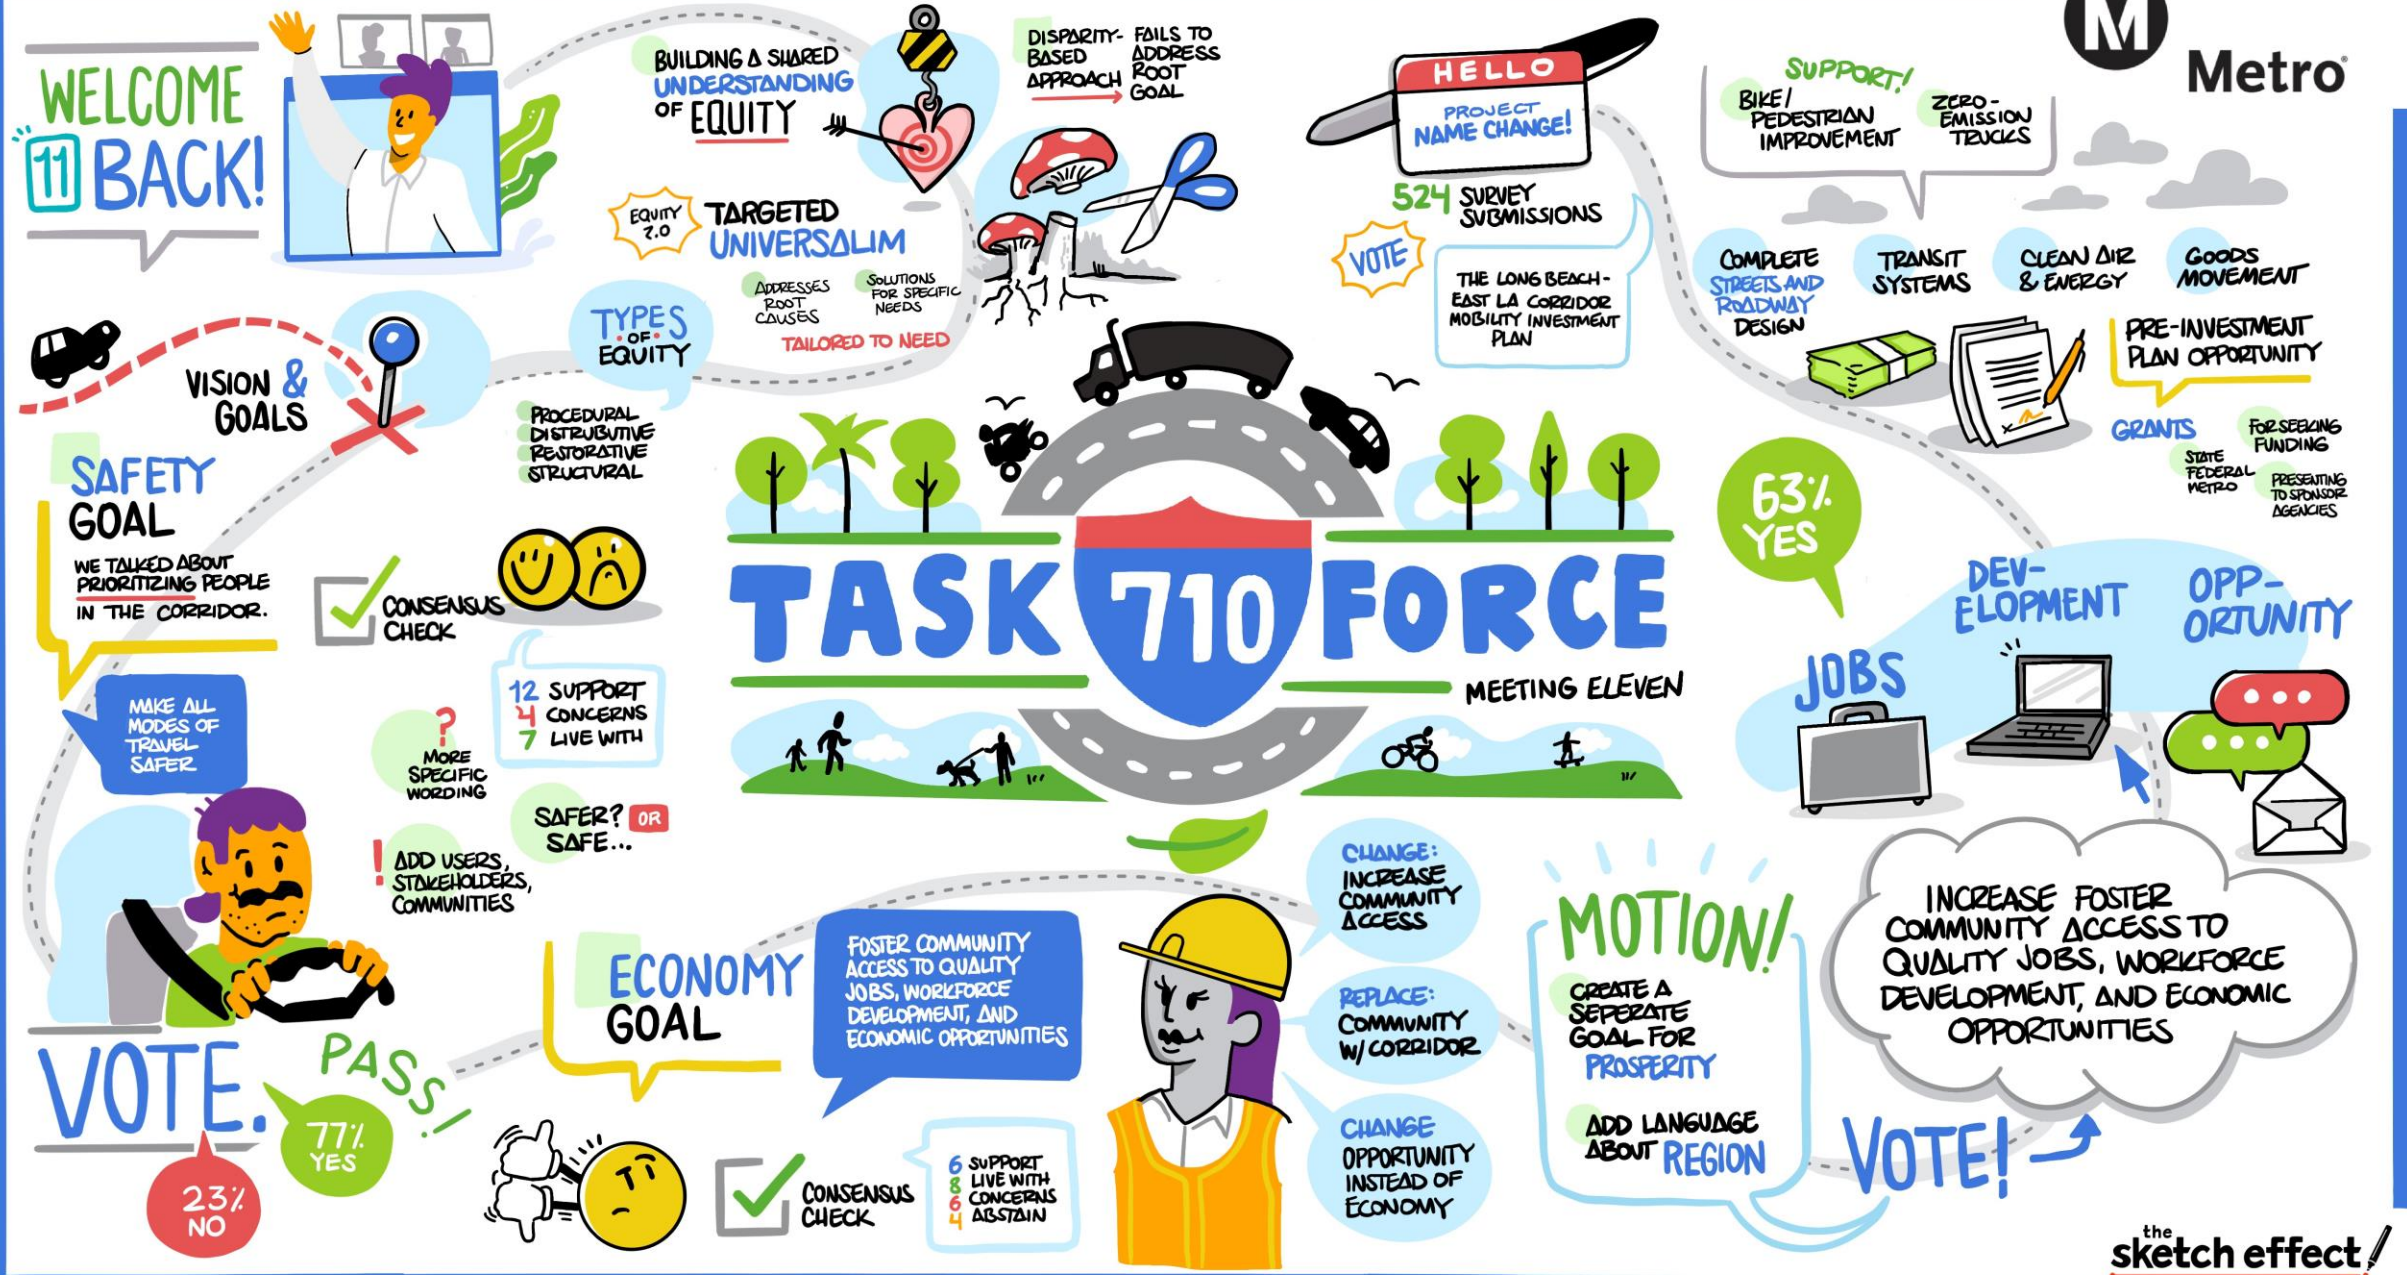 WELCOME
11 BACK!
BUILDING A SHARED
UNDERSTANDING
OF EQUITY
DISPARITY-
BASED
APPROACH
FAILS TO
ADDRESS
ROOT
GOAL
EQUITY
2.0
TARGETED
UNIVERSALIM
ADDRESSES
ROOT
CAUSES
SOLUTIONS
FOR SPECIFIC
NEEDS
TAILORED TO NEED
TYPES
OF
EQUITY
PROCEDURAL
DISTRUBUTIVE
RESTORATIVE
STRUCTURAL
VISION &
GOALS
SAFETY
GOAL
WE TALKED ABOUT
PRIORITIZING PEOPLE
IN THE CORRIDOR.
MAKE ALL
MODES OF
TRAVEL
SAFER
CONSENSUS
CHECK
12 SUPPORT
4 CONCERNS
7 LIVE WITH
?
MORE
SPECIFIC
WORDING
SAFER? OR
SAFE...
! ADD USERS,
STAKEHOLDERS,
COMMUNITIES
VOTE.
PASS!
77%
YES
23%
NO
TASK 710 FORCE
MEETING ELEVEN
ECONOMY
GOAL
FOSTER COMMUNITY
ACCESS TO QUALITY
JOBS, WORKFORCE
DEVELOPMENT, AND
ECONOMIC OPPORTUNITIES
CONSENSUS
CHECK
6 SUPPORT
8 LIVE WITH
6 CONCERNS
4 ABSTAIN
CHANGE:
INCREASE
COMMUNITY
ACCESS
REPLACE:
COMMUNITY
W/ CORRIDOR
CHANGE
OPPORTUNITY
INSTEAD OF
ECONOMY
MOTION!
CREATE A
SEPERATE
GOAL FOR
PROSPERITY
ADD LANGUAGE
ABOUT REGION
VOTE!
INCREASE FOSTER
COMMUNITY ACCESS TO
QUALITY JOBS, WORKFORCE
DEVELOPMENT, AND ECONOMIC
OPPORTUNITIES
HELLO
PROJECT
NAME CHANGE!
524 SURVEY
SUBMISSIONS
VOTE
THE LONG BEACH-
EAST LA CORRIDOR
MOBILITY INVESTMENT
PLAN
M
Metro
SUPPORT!
BIKE/
PEDESTRIAN
IMPROVEMENT
ZERO-
EMISSION
TRUCKS
COMPLETE
STREETS AND
ROADWAY
DESIGN
TRANSIT
SYSTEMS
CLEAN AIR
& ENERGY
GOODS
MOVEMENT
PRE-INVESTMENT
PLAN OPPORTUNITY
GRANTS
STATE
FEDERAL
METRO
FOR SEEKING
FUNDING
PRESENTING
TO SPONSOR
AGENCIES
63%
YES
JOBS
DEV-
ELOPMENT
OPP-
ORTUNITY
the
sketch effect